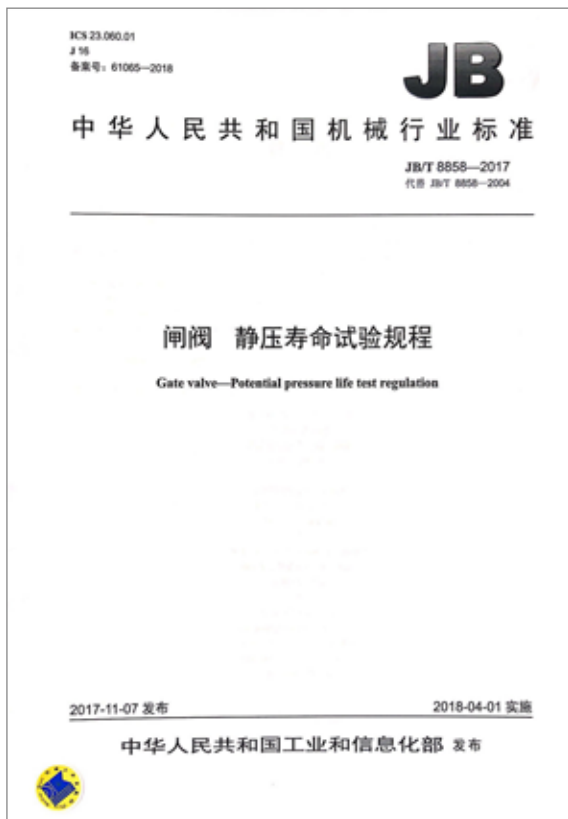 ICS 23.060.01
J 16
备案号：61065—2018
JB
中华人民共和国机械行业标准
JB/T 8858—2017
代替 JB/T 8858—2004
闸阀　静压寿命试验规程
Gate valve—Potential pressure life test regulation
2017-11-07 发布
2018-04-01 实施
中华人民共和国工业和信息化部 发布